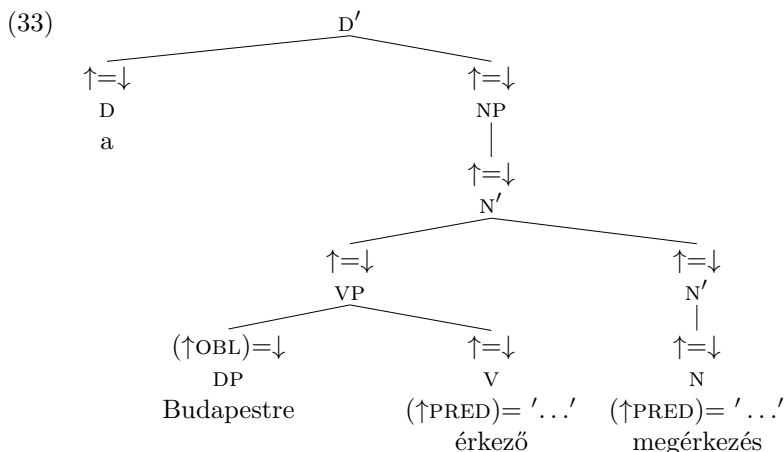 (33) D′
↑=↓ ↑=↓
D NP
a
↑=↓
N′
↑=↓ ↑=↓
VP N′
(↑OBL)=↓ ↑=↓ ↑=↓
DP V N
Budapestre (↑PRED)= '...' (↑PRED)= '...'
érkező megérkezés